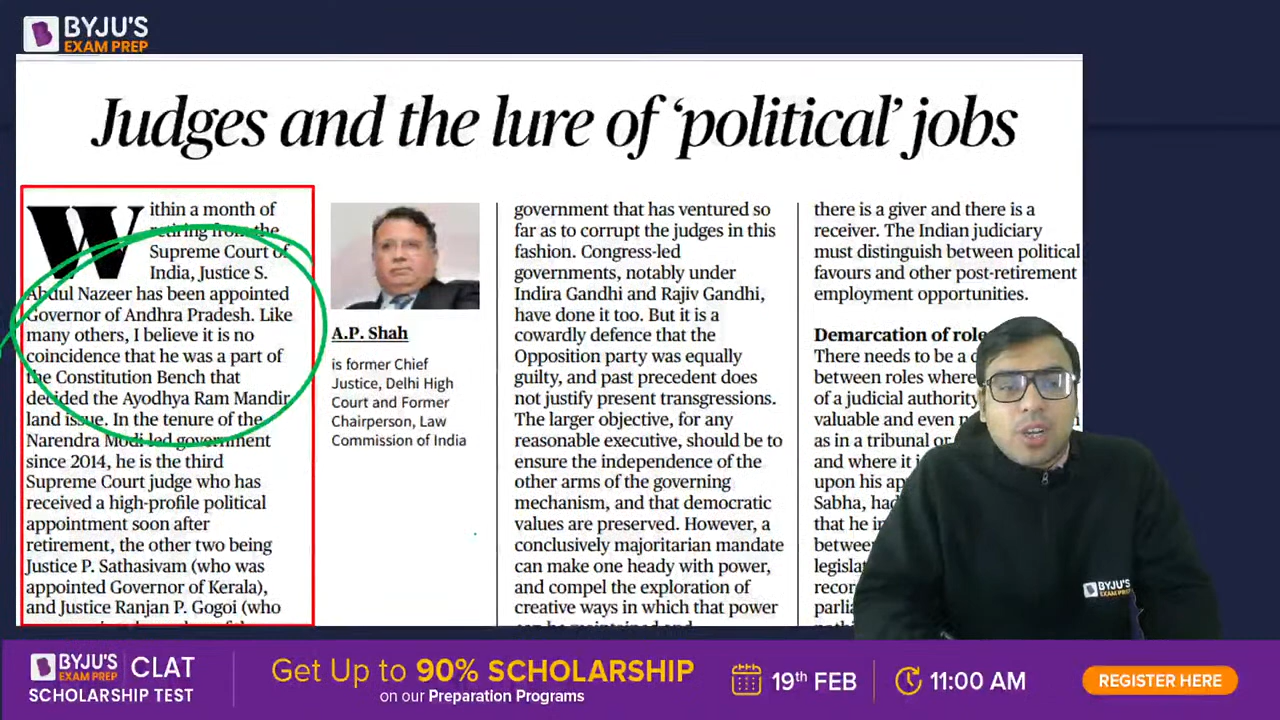 BYJU'S
EXAM PREP
Judges and the lure of ‘political’ jobs
Within a month of
retiring from the
Supreme Court of
India, Justice S.
Abdul Nazeer has been appointed
Governor of Andhra Pradesh. Like
many others, I believe it is no
coincidence that he was a part of
the Constitution Bench that
decided the Ayodhya Ram Mandir
land issue. In the tenure of the
Narendra Modi-led government
since 2014, he is the third
Supreme Court judge who has
received a high-profile political
appointment soon after
retirement, the other two being
Justice P. Sathasivam (who was
appointed Governor of Kerala),
and Justice Ranjan P. Gogoi (who
A.P. Shah
is former Chief
Justice, Delhi High
Court and Former
Chairperson, Law
Commission of India
government that has ventured so
far as to corrupt the judges in this
fashion. Congress-led
governments, notably under
Indira Gandhi and Rajiv Gandhi,
have done it too. But it is a
cowardly defence that the
Opposition party was equally
guilty, and past precedent does
not justify present transgressions.
The larger objective, for any
reasonable executive, should be to
ensure the independence of the
other arms of the governing
mechanism, and that democratic
values are preserved. However, a
conclusively majoritarian mandate
can make one heady with power,
and compel the exploration of
creative ways in which that power
there is a giver and there is a
receiver. The Indian judiciary
must distinguish between political
favours and other post-retirement
employment opportunities.
Demarcation of role
There needs to be a
between roles where
of a judicial authority
valuable and even
as in a tribunal or
and where it i
upon his ap
Sabha, had
that he i
betwee
legisla
reco
parli
BYJU'S
EXAM PREP
BYJU'S
EXAM PREP
CLAT
SCHOLARSHIP TEST
Get Up to 90% SCHOLARSHIP
on our Preparation Programs
19th FEB
11:00 AM
REGISTER HERE